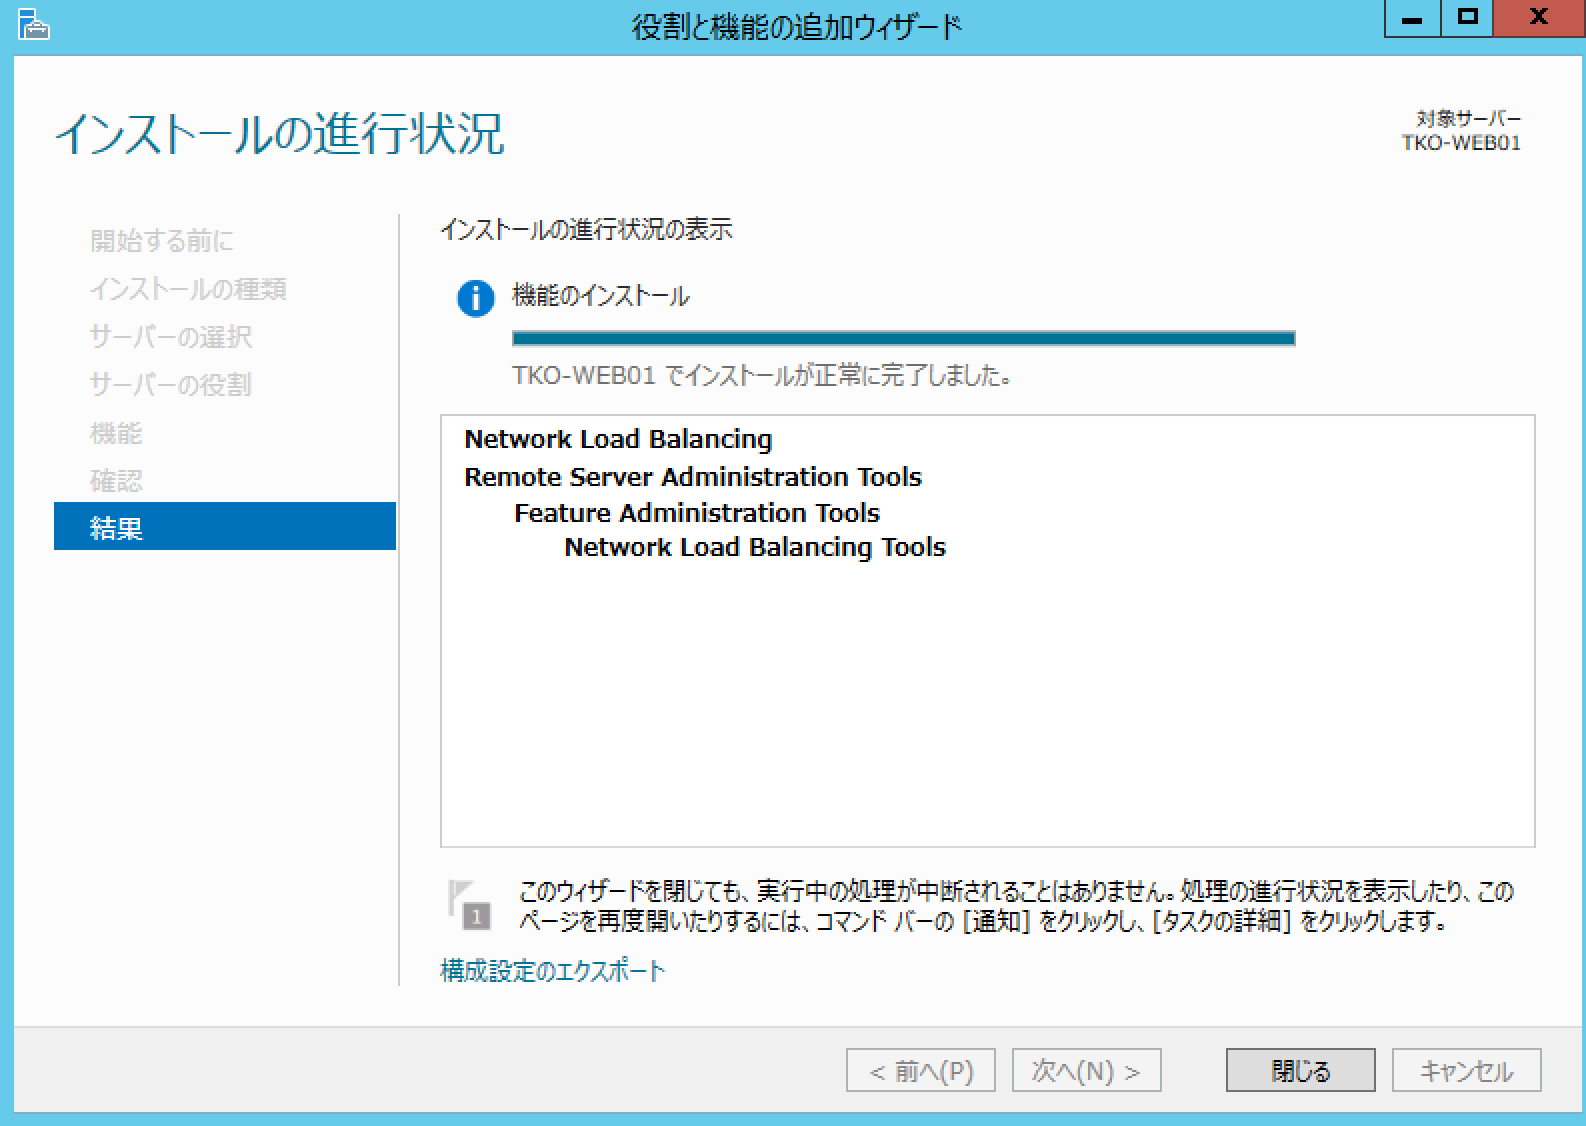 役割と機能の追加ウィザード
インストールの進行状況
対象サーバー
TKO-WEB01
開始する前に
インストールの種類
サーバーの選択
サーバーの役割
機能
確認
結果
インストールの進行状況の表示
機能のインストール
TKO-WEB01 でインストールが正常に完了しました。
Network Load Balancing
Remote Server Administration Tools
Feature Administration Tools
Network Load Balancing Tools
1
このウィザードを閉じても、実行中の処理が中断されることはありません。処理の進行状況を表示したり、この
ページを再度開いたりするには、コマンド バーの [通知] をクリックし、[タスクの詳細] をクリックします。
構成設定のエクスポート
< 前へ(P)
次へ(N) >
閉じる
キャンセル